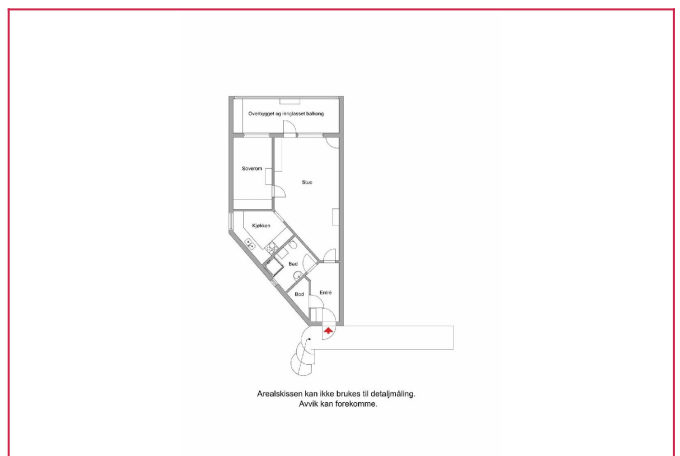 Overbygget og innglasset balkong
Soverom
Stue
Kjøkken
Bad
Bod
Entré
Arealskissen kan ikke brukes til detaljmåling.
Avvik kan forekomme.